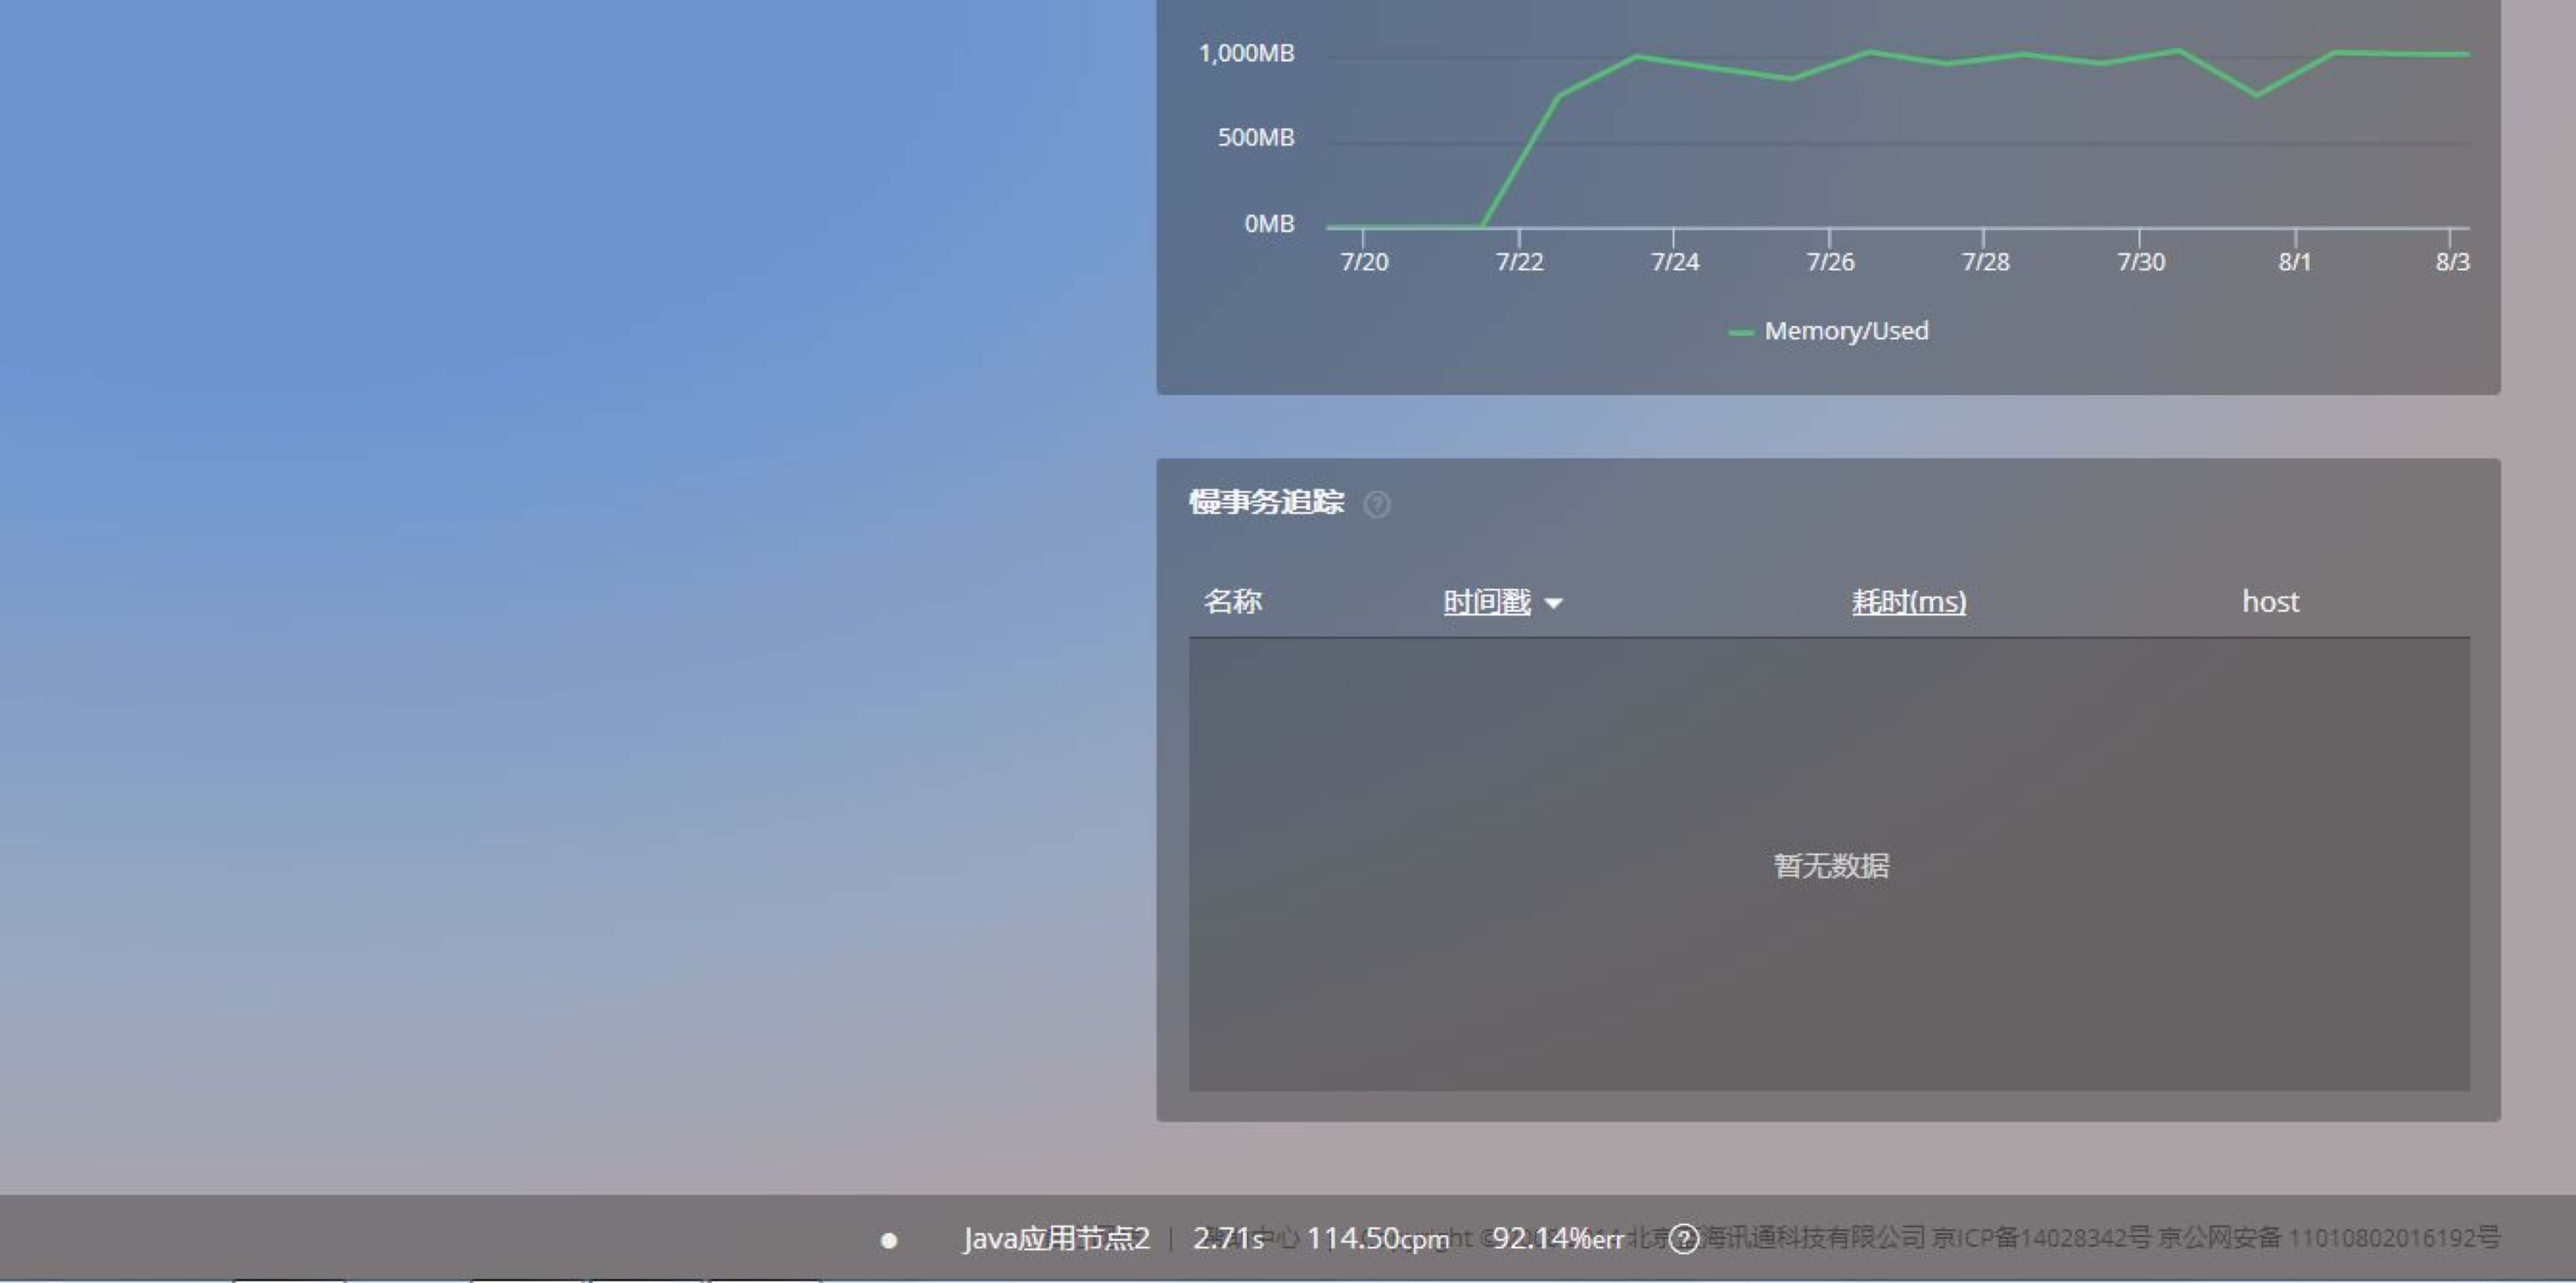 1,000MB
500MB
0MB
7/20 7/22 7/24 7/26 7/28 7/30 8/1 8/3
Memory/Used
慢事务追踪 ?
名称 时间戳 耗时(ms) host
暂无数据
Java应用节点2 | 2.71s 114.50cpm 92.14%err ?
中心 北京 海讯通科技有限公司 京ICP备14028342号 京公网安备 11010802016192号